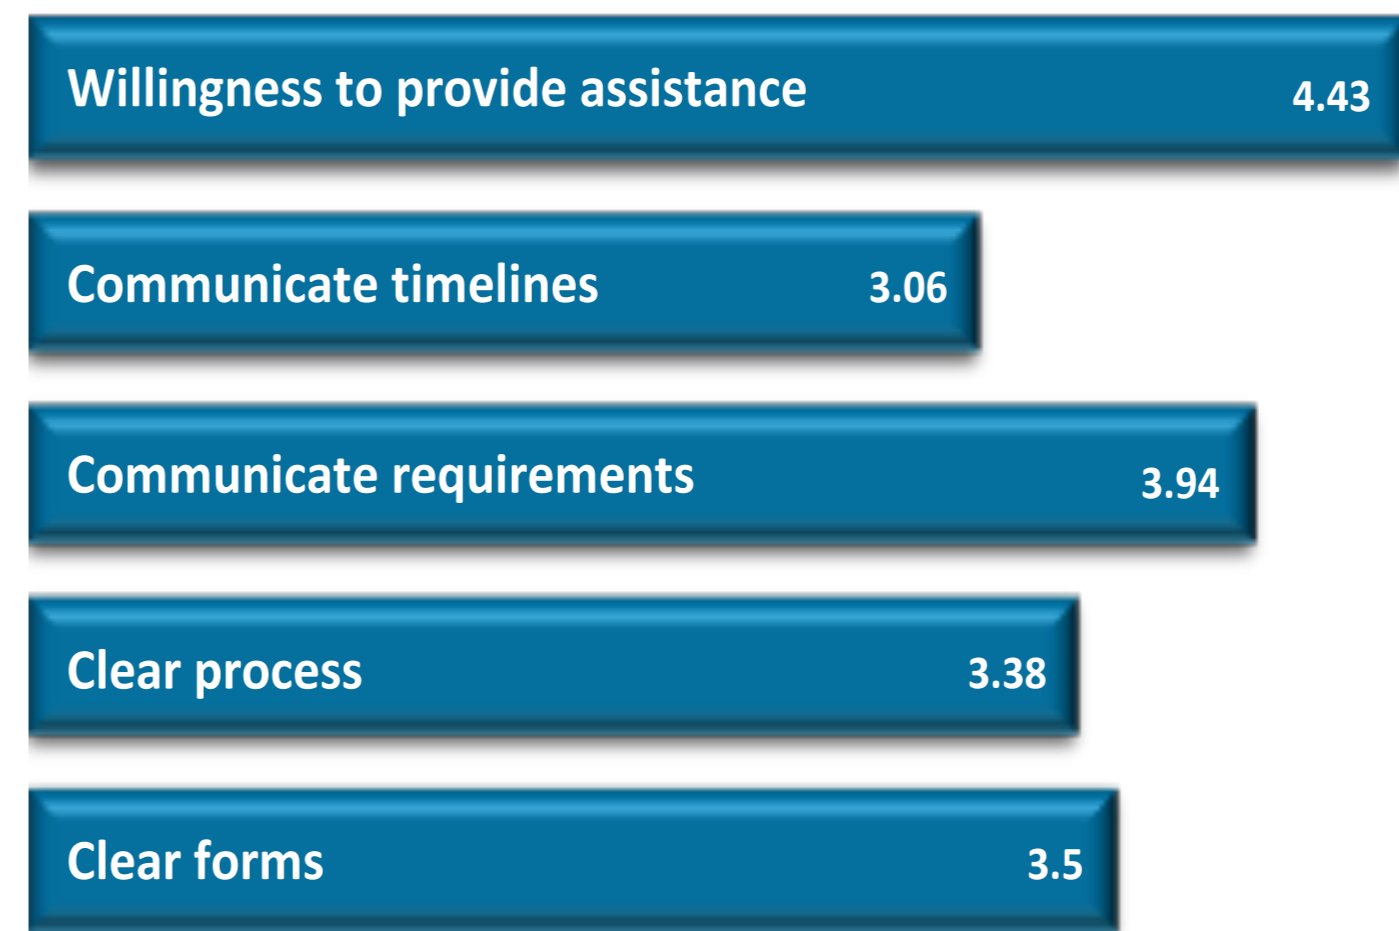 Willingness to provide assistance 4.43
Communicate timelines 3.06
Communicate requirements 3.94
Clear process 3.38
Clear forms 3.5